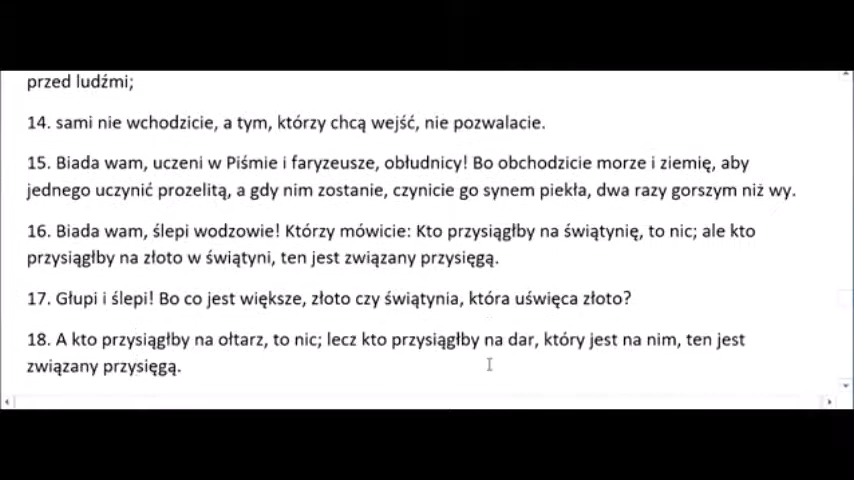 przed ludźmi;
14. sami nie wchodzicie, a tym, którzy chcą wejść, nie pozwalacie.
15. Biada wam, uczeni w Piśmie i faryzeusze, obłudnicy! Bo obchodzicie morze i ziemię, aby
jednego uczynić prozelitą, a gdy nim zostanie, czynicie go synem piekła, dwa razy gorszym niż wy.
16. Biada wam, ślepi wodzowie! Którzy mówicie: Kto przysiągłby na świątynię, to nic; ale kto
przysiągłby na złoto w świątyni, ten jest związany przysięgą.
17. Głupi i ślepi! Bo co jest większe, złoto czy świątynia, która uświęca złoto?
18. A kto przysiągłby na ołtarz, to nic; lecz kto przysiągłby na dar, który jest na nim, ten jest
związany przysięgą.